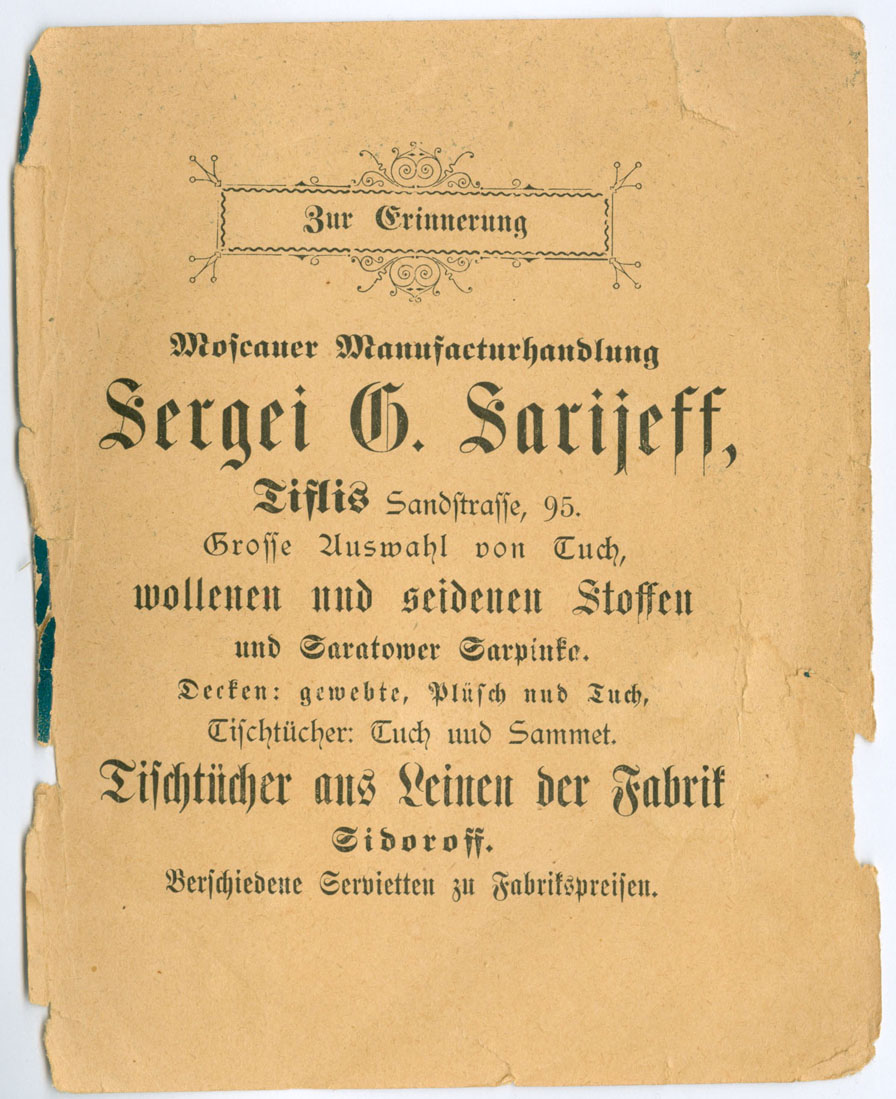 Zur Erinnerung
Moscauer Manufacturhandlung
Sergei G. Sarijeff,
Tiflis Sandstrasse, 95.
Grosse Auswahl von Tuch,
wollenen und seidenen Stoffen
und Saratower Sarpinke.
Decken: gewebte, Plüsch nud Tuch,
Tischtücher: Tuch und Sammet.
Tischtücher aus Leinen der Fabrik
Sidoroff.
Verschiedene Servietten zu Fabrikspreisen.